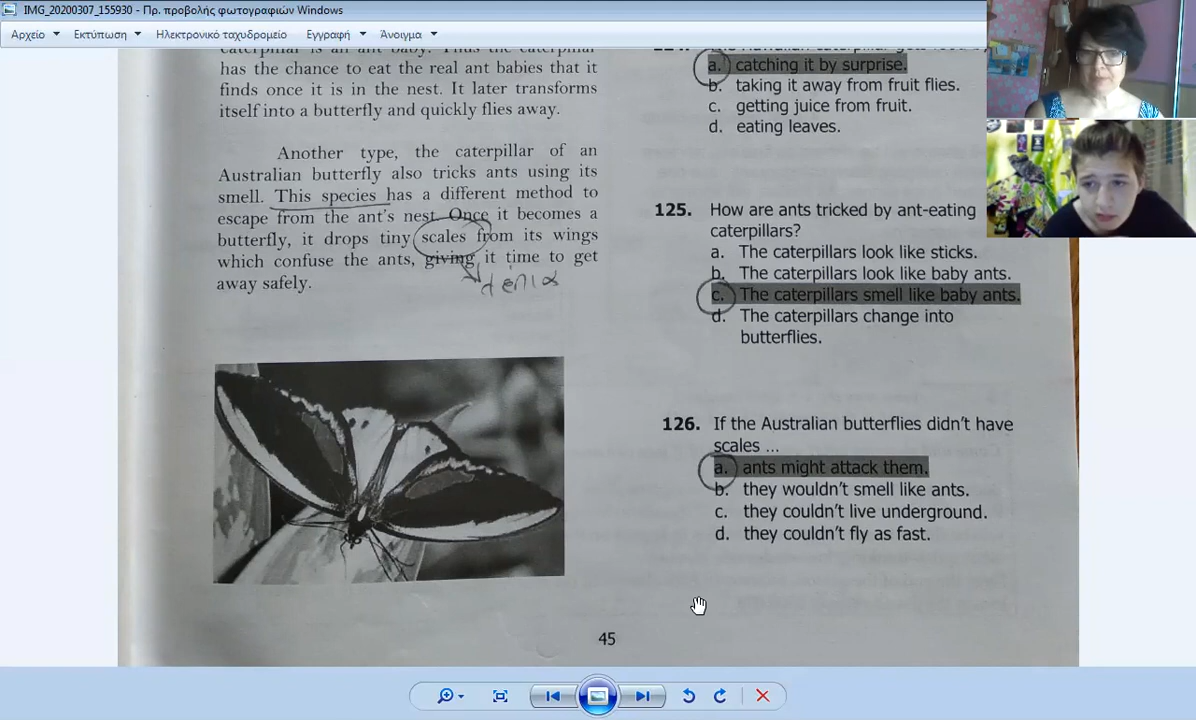 IMG_20200307_155930 - Πρ. προβολής φωτογραφιών Windows
Αρχείο Εκτύπωση Ηλεκτρονικό ταχυδρομείο Εγγραφή Άνοιγμα
caterpillar is an ant baby. Thus the caterpillar
has the chance to eat the real ant babies that it
finds once it is in the nest. It later transforms
itself into a butterfly and quickly flies away.
Another type, the caterpillar of an
Australian butterfly also tricks ants using its
smell. This species has a different method to
escape from the ant's nest. Once it becomes a
butterfly, it drops tiny scales from its wings
which confuse the ants, giving it time to get
away safely.
λέπια
a. catching it by surprise.
b. taking it away from fruit flies.
c. getting juice from fruit.
d. eating leaves.
125. How are ants tricked by ant-eating
caterpillars?
a. The caterpillars look like sticks.
b. The caterpillars look like baby ants.
c. The caterpillars smell like baby ants.
d. The caterpillars change into
butterflies.
126. If the Australian butterflies didn't have
scales ...
a. ants might attack them.
b. they wouldn't smell like ants.
c. they couldn't live underground.
d. they couldn't fly as fast.
45